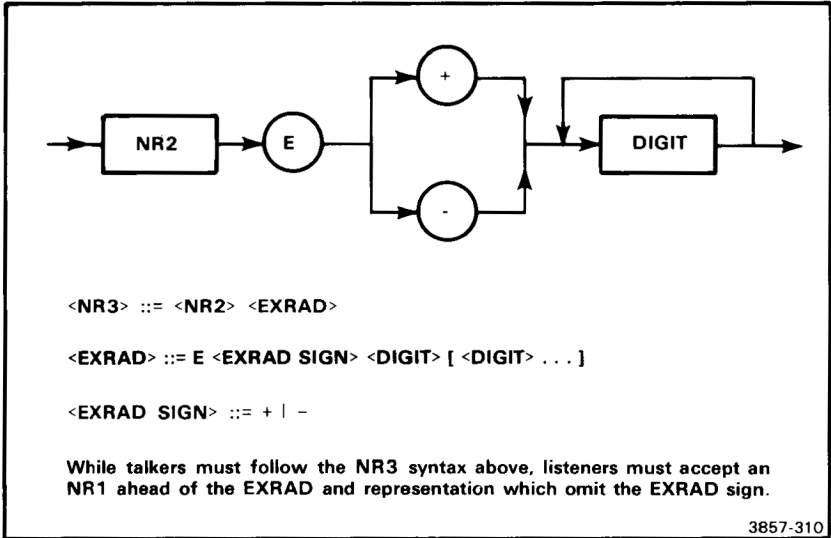 +
NR2 E DIGIT
-
<NR3> ::= <NR2> <EXRAD>
<EXRAD> ::= E <EXRAD SIGN> <DIGIT> [ <DIGIT> . . . ]
<EXRAD SIGN> ::= + | -
While talkers must follow the NR3 syntax above, listeners must accept an
NR1 ahead of the EXRAD and representation which omit the EXRAD sign.
3857-310